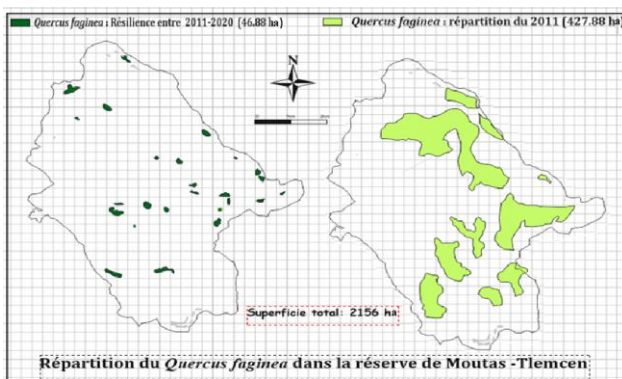 Quercus faginea : Résilience entre 2011-2020 (46.88 ha)
Quercus faginea : répartition du 2011 (427.88 ha)
N
Superficie total: 2156 ha
Répartition du Quercus faginea dans la réserve de Moutas -Tlemcen